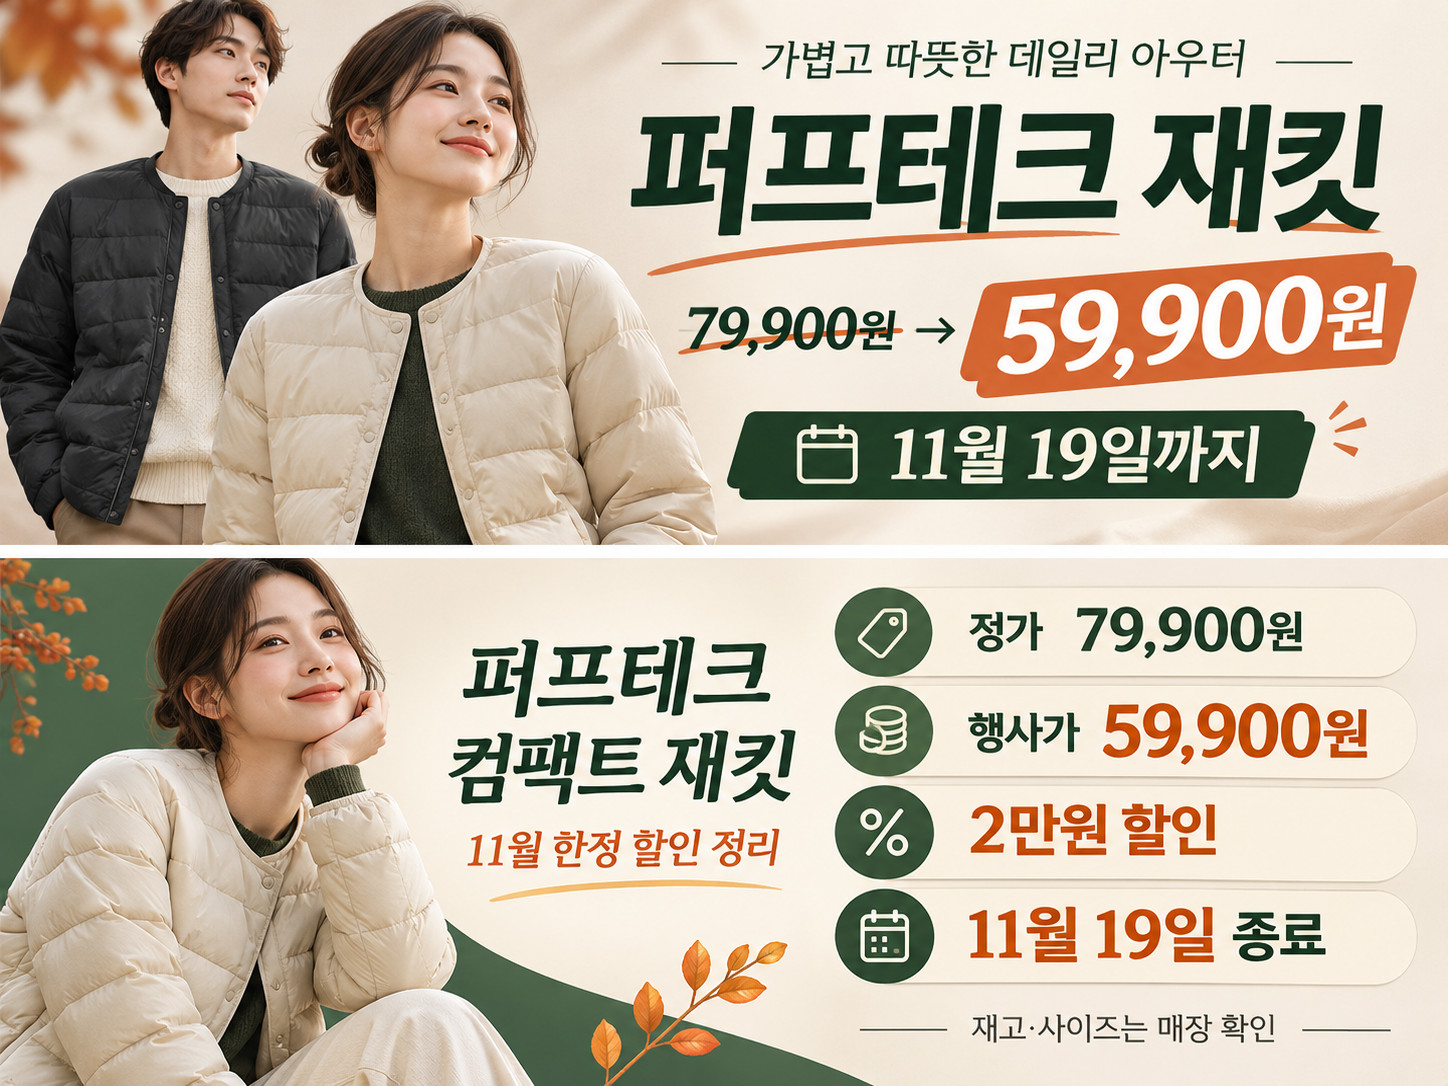 가볍고 따뜻한 데일리 아우터
퍼프테크 재킷
79,900원 → 59,900원
11월 19일까지
퍼프테크
컴팩트 재킷
11월 한정 할인 정리
정가 79,900원
행사가 59,900원
% 2만원 할인
11월 19일 종료
재고·사이즈는 매장 확인